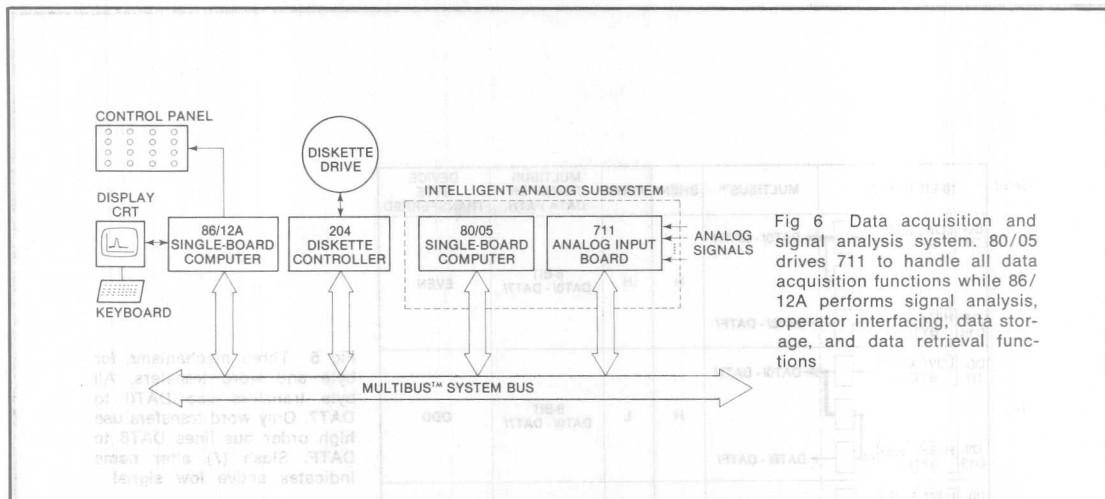 CONTROL PANEL
DISKETTE
DRIVE
INTELLIGENT ANALOG SUBSYSTEM
DISPLAY
CRT
86/12A
SINGLE-BOARD
COMPUTER
204
DISKETTE
CONTROLLER
80/05
SINGLE-BOARD
COMPUTER
711
ANALOG INPUT
BOARD
ANALOG
SIGNALS
KEYBOARD
MULTIBUS™ SYSTEM BUS
Fig 6 Data acquisition and
signal analysis system. 80/05
drives 711 to handle all data
acquisition functions while 86/
12A performs signal analysis,
operator interfacing, data stor-
age, and data retrieval func-
tions